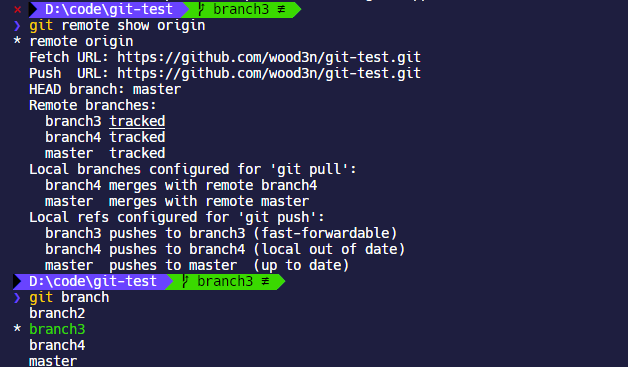 × D:\code\git-test branch3 ≢
❯ git remote show origin
* remote origin
Fetch URL: https://github.com/wood3n/git-test.git
Push  URL: https://github.com/wood3n/git-test.git
HEAD branch: master
Remote branches:
branch3 tracked
branch4 tracked
master  tracked
Local branches configured for 'git pull':
branch4 merges with remote branch4
master  merges with remote master
Local refs configured for 'git push':
branch3 pushes to branch3 (fast-forwardable)
branch4 pushes to branch4 (local out of date)
master  pushes to master  (up to date)
D:\code\git-test branch3 ≢
❯ git branch
branch2
* branch3
branch4
master